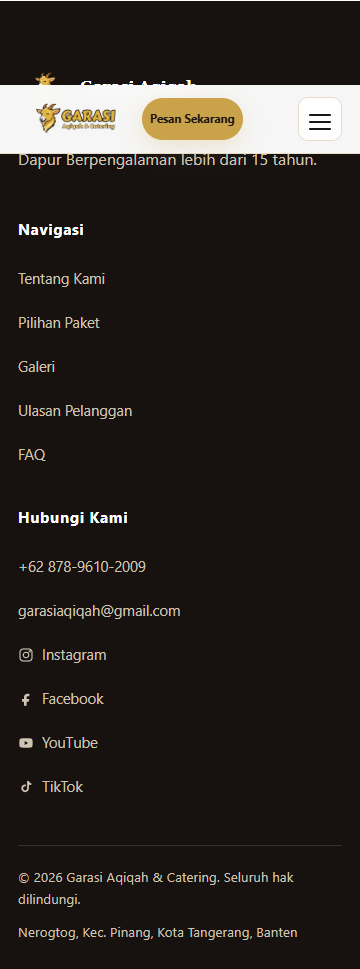 Garasi Aqiqah
GARASI
Aqiqah & Catering
Pesan Sekarang
Dapur Berpengalaman lebih dari 15 tahun.
Navigasi
Tentang Kami
Pilihan Paket
Galeri
Ulasan Pelanggan
FAQ
Hubungi Kami
+62 878-9610-2009
garasiaqiqah@gmail.com
Instagram
Facebook
YouTube
TikTok
© 2026 Garasi Aqiqah & Catering. Seluruh hak
dilindungi.
Nerogtog, Kec. Pinang, Kota Tangerang, Banten